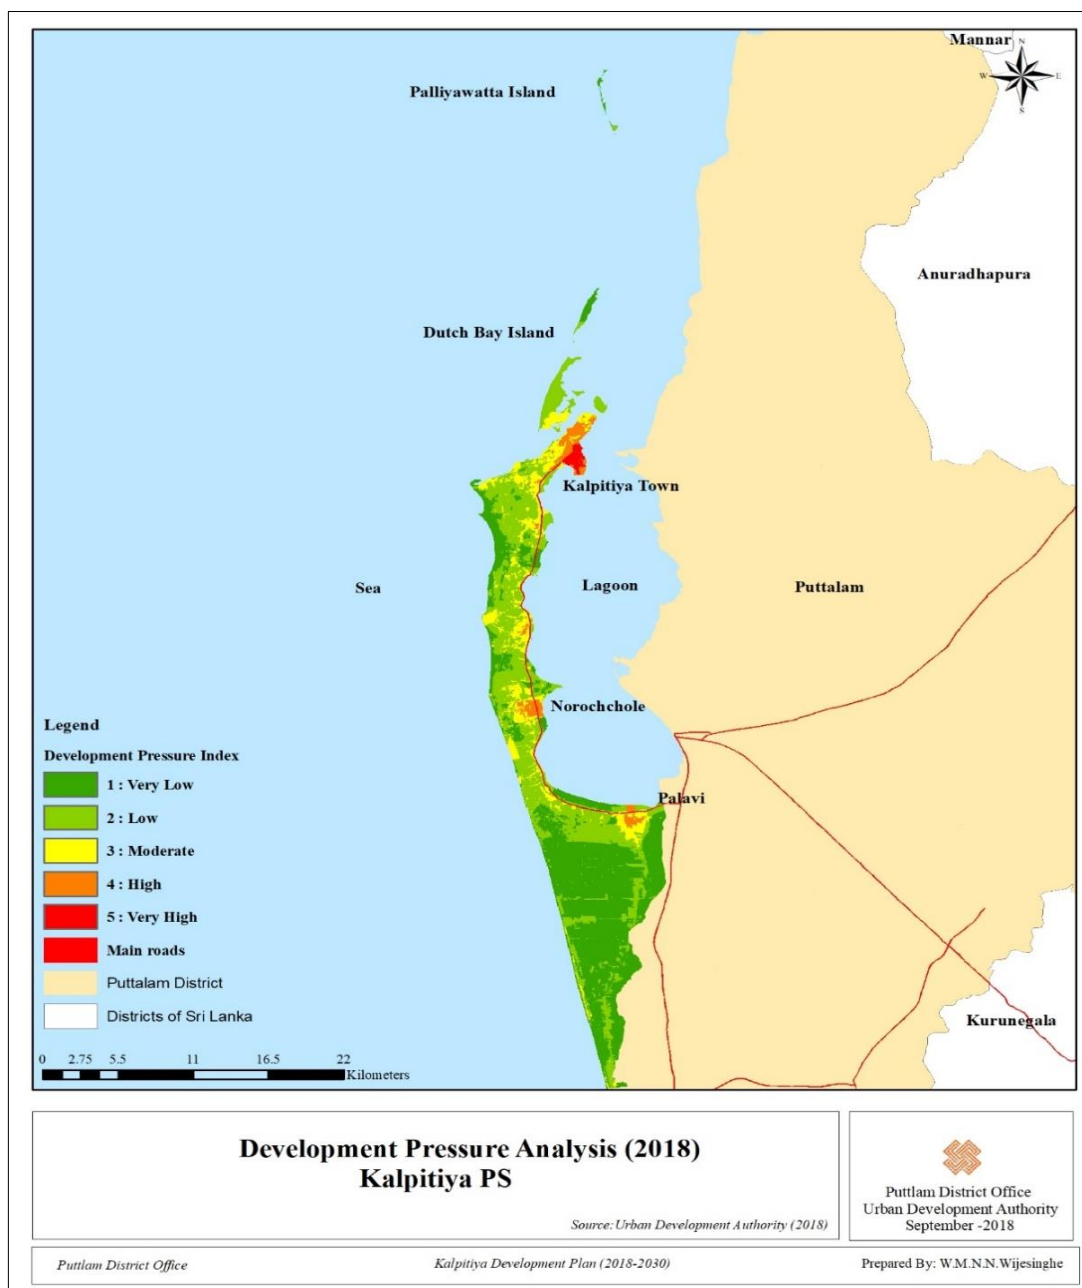 Mannar
N
W E
S
Palliyawatta Island
Anuradhapura
Dutch Bay Island
Kalpitiya Town
Sea
Lagoon
Puttalam
Norochchole
Palavi
Legend
Development Pressure Index
1 : Very Low
2 : Low
3 : Moderate
4 : High
5 : Very High
Main roads
Puttalam District
Districts of Sri Lanka
Kurunegala
0 2.75 5.5 11 16.5 22
Kilometers
Development Pressure Analysis (2018)
Kalpitiya PS
Source: Urban Development Authority (2018)
Puttlam District Office
Urban Development Authority
September -2018
Puttlam District Office
Kalpitiya Development Plan (2018-2030)
Prepared By: W.M.N.N.Wijesinghe